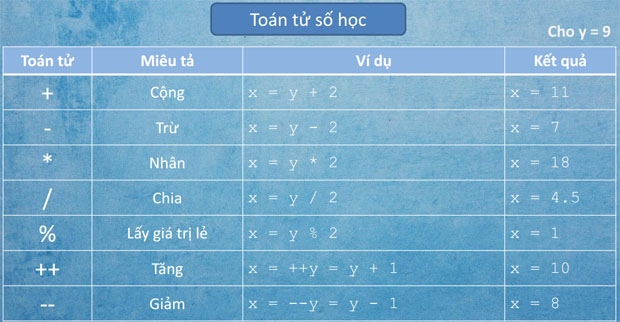 Toán tử số học
Cho y = 9
Toán tử Miêu tả Ví dụ Kết quả
+ Cộng x = y + 2 x = 11
- Trừ x = y - 2 x = 7
* Nhân x = y * 2 x = 18
/ Chia x = y / 2 x = 4.5
% Lấy giá trị lẻ x = y % 2 x = 1
++ Tăng x = ++y = y + 1 x = 10
-- Giảm x = --y = y - 1 x = 8